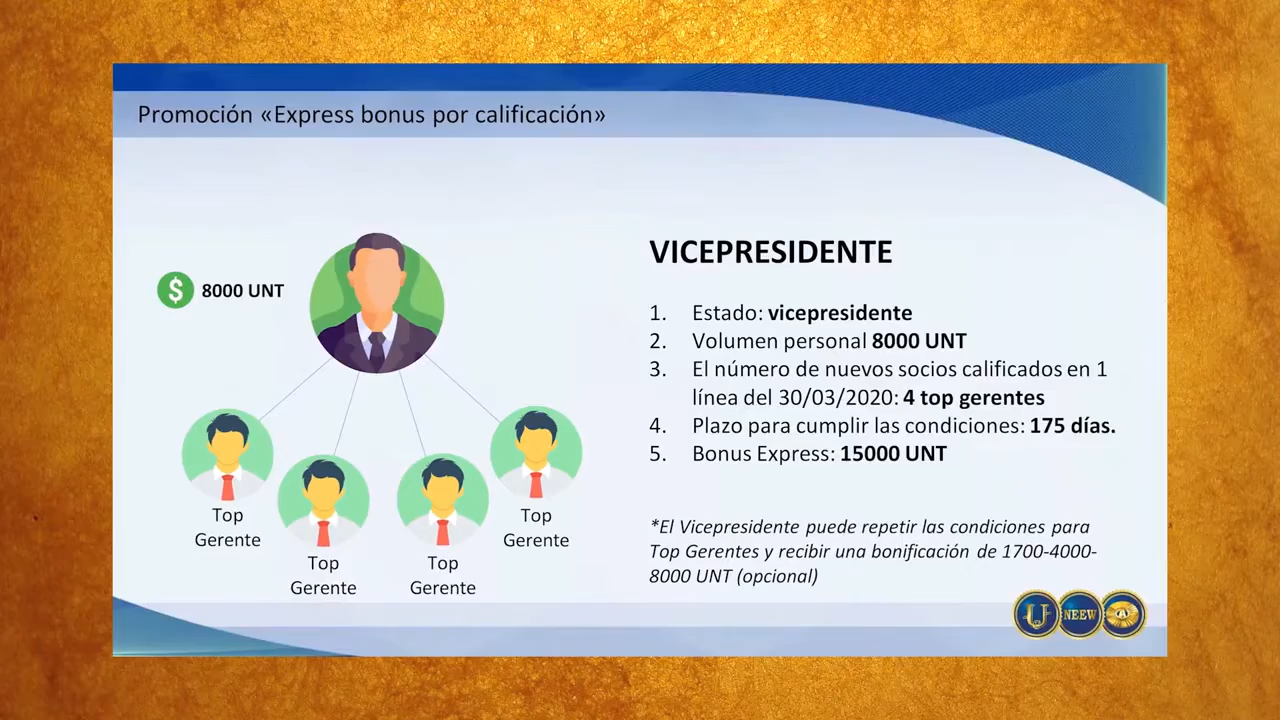 Promoción «Express bonus por calificación»
$ 8000 UNT
Top
Gerente
Top
Gerente
Top
Gerente
Top
Gerente
VICEPRESIDENTE
1. Estado: vicepresidente
2. Volumen personal 8000 UNT
3. El número de nuevos socios calificados en 1
línea del 30/03/2020: 4 top gerentes
4. Plazo para cumplir las condiciones: 175 días.
5. Bonus Express: 15000 UNT
*El Vicepresidente puede repetir las condiciones para
Top Gerentes y recibir una bonificación de 1700-4000-
8000 UNT (opcional)
U NEEW A